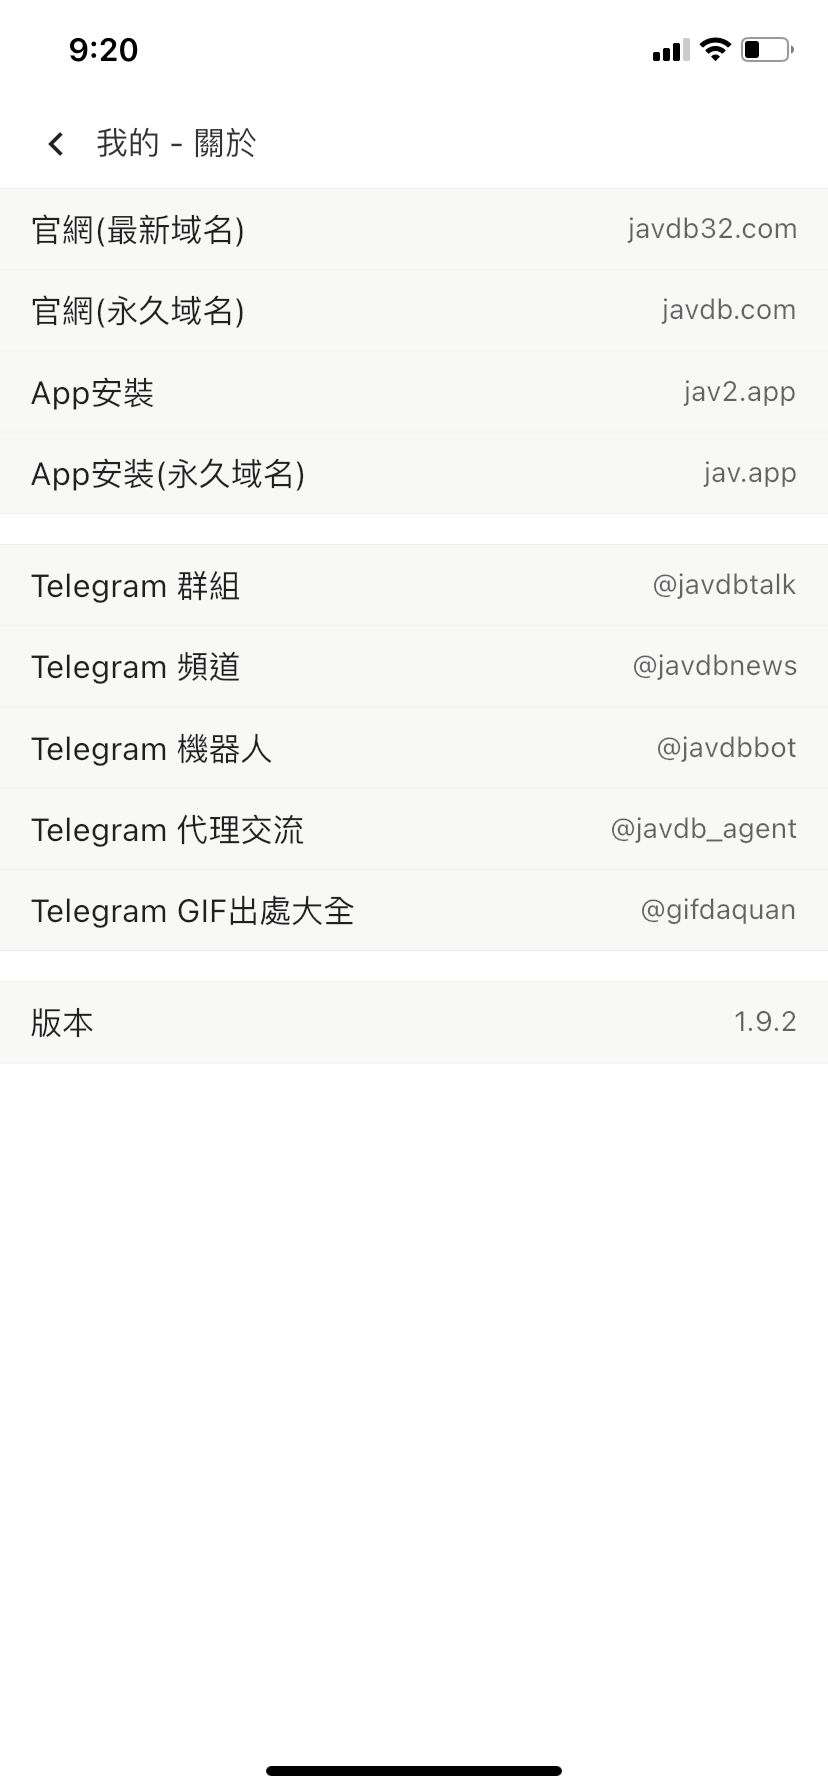 9:20
我的 - 關於
官網(最新域名) javdb32.com
官網(永久域名) javdb.com
App安裝 jav2.app
App安装(永久域名) jav.app
Telegram 群組 @javdbtalk
Telegram 頻道 @javdbnews
Telegram 機器人 @javdbbot
Telegram 代理交流 @javdb_agent
Telegram GIF出處大全 @gifdaquan
版本 1.9.2